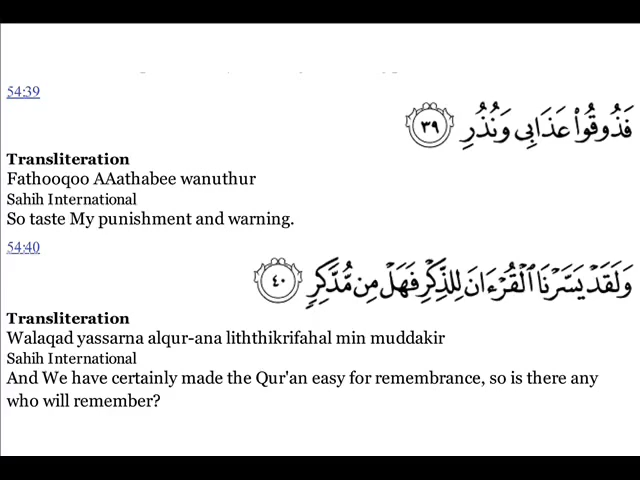 54:39
فَذُوقُوا۟ عَذَابِى وَنُذُرِ ٣٩
Transliteration
Fathooqoo AAathabee wanuthur
Sahih International
So taste My punishment and warning.
54:40
وَلَقَدْ يَسَّرْنَا ٱلْقُرْءَانَ لِلذِّكْرِ فَهَلْ مِن مُّدَّكِرٍ ٤٠
Transliteration
Walaqad yassarna alqur-ana liththikrifahal min muddakir
Sahih International
And We have certainly made the Qur'an easy for remembrance, so is there any
who will remember?